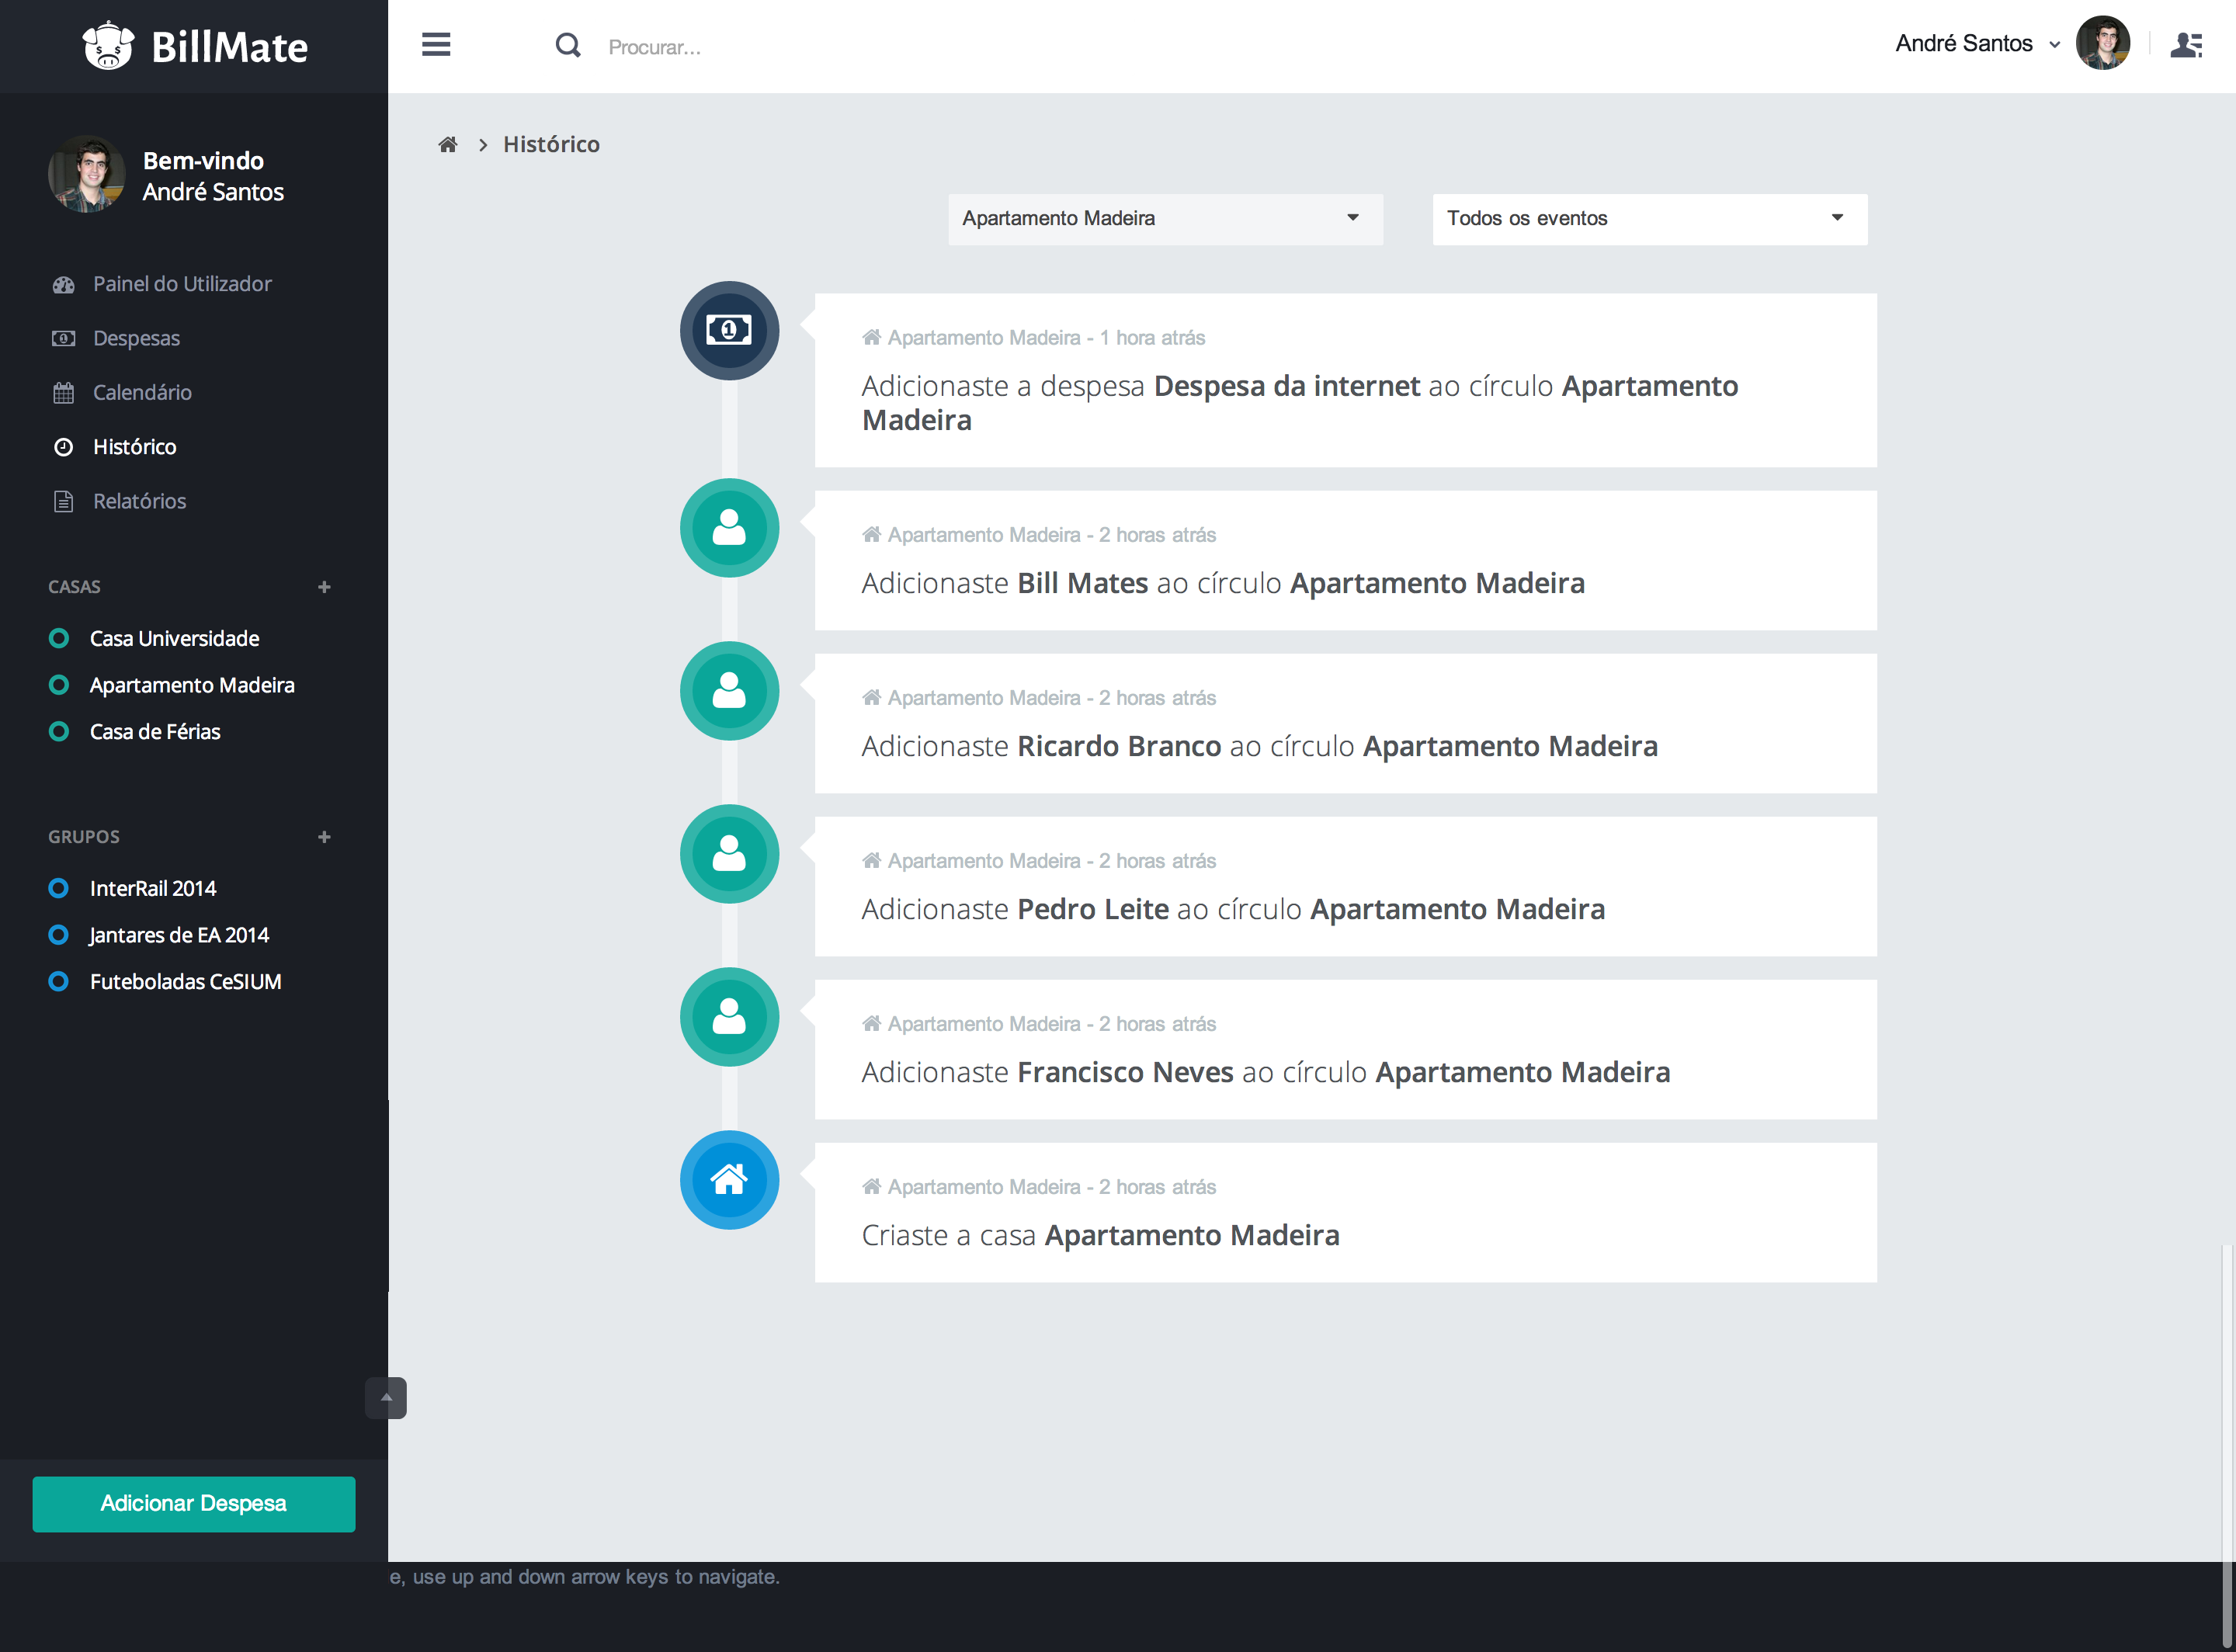 BillMate
Procurar...
André Santos
Bem-vindo
André Santos
Painel do Utilizador
Despesas
Calendário
Histórico
Relatórios
CASAS
Casa Universidade
Apartamento Madeira
Casa de Férias
GRUPOS
InterRail 2014
Jantares de EA 2014
Futeboladas CeSIUM
Adicionar Despesa
Histórico
Apartamento Madeira
Todos os eventos
Apartamento Madeira - 1 hora atrás
Adicionaste a despesa Despesa da internet ao círculo Apartamento
Madeira
Apartamento Madeira - 2 horas atrás
Adicionaste Bill Mates ao círculo Apartamento Madeira
Apartamento Madeira - 2 horas atrás
Adicionaste Ricardo Branco ao círculo Apartamento Madeira
Apartamento Madeira - 2 horas atrás
Adicionaste Pedro Leite ao círculo Apartamento Madeira
Apartamento Madeira - 2 horas atrás
Adicionaste Francisco Neves ao círculo Apartamento Madeira
Apartamento Madeira - 2 horas atrás
Criaste a casa Apartamento Madeira
e, use up and down arrow keys to navigate.